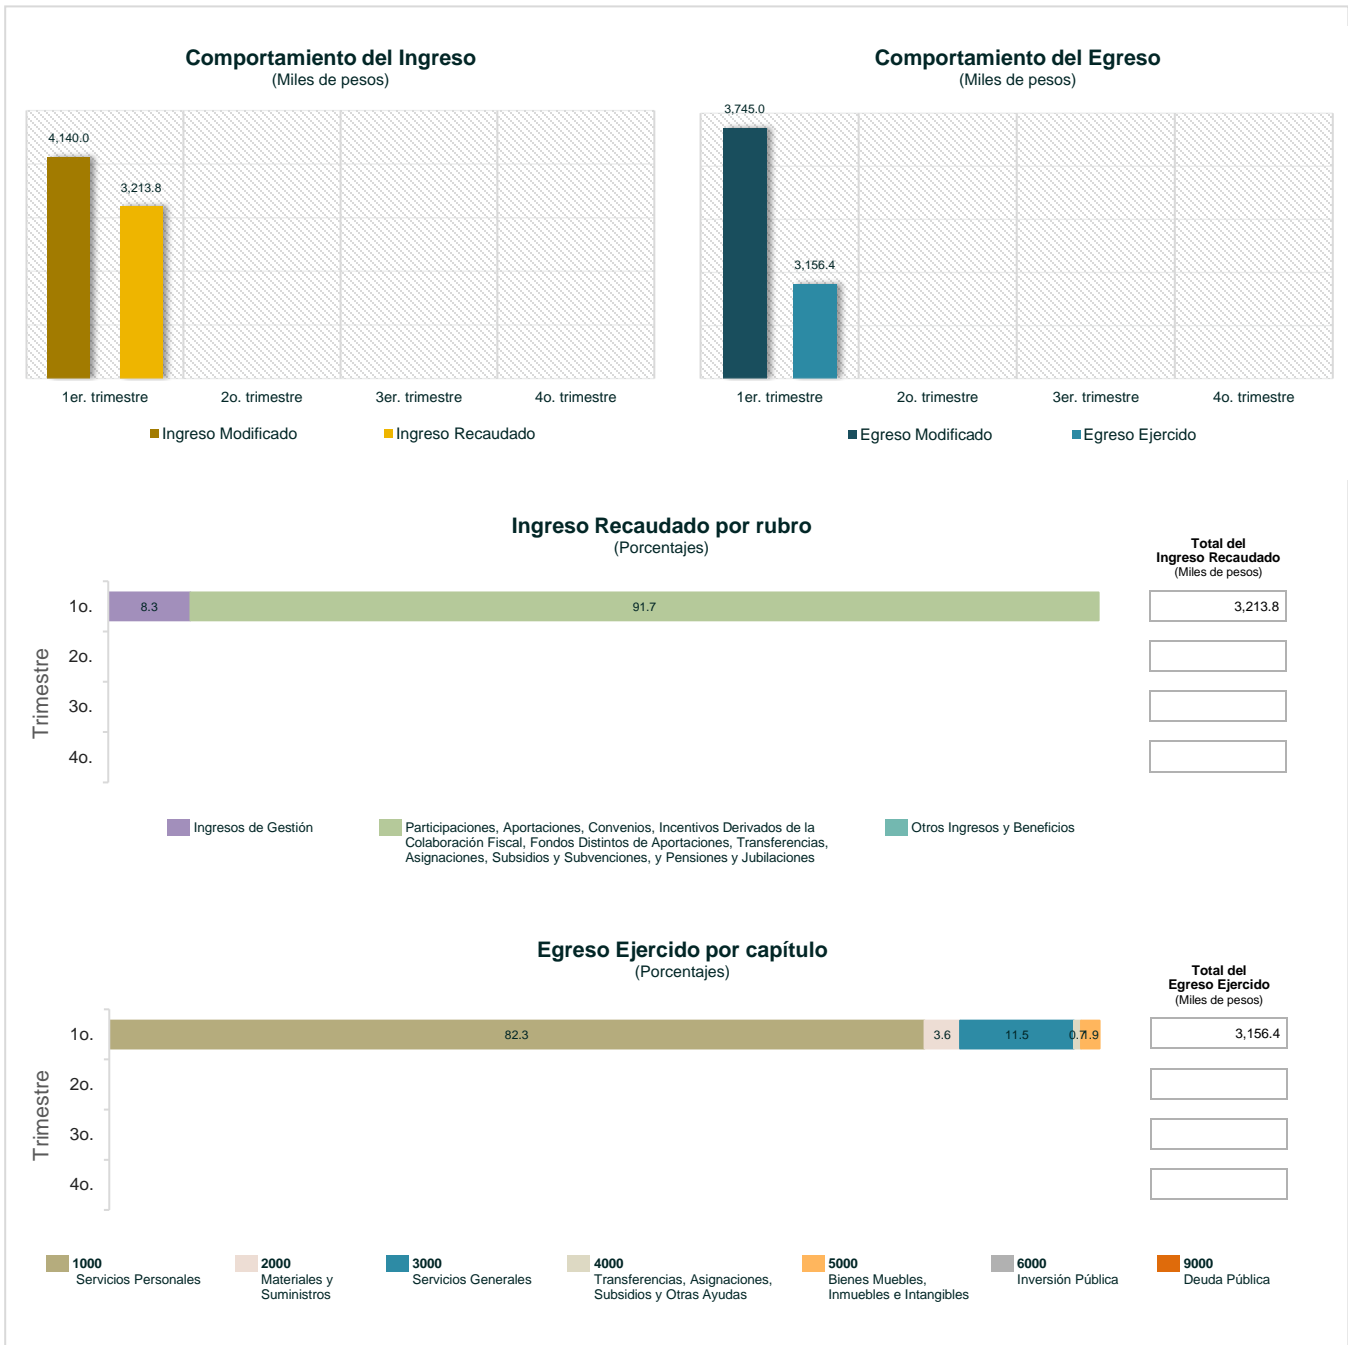 Comportamiento del Ingreso
(Miles de pesos)
4,140.0
3,213.8
1er. trimestre
2o. trimestre
3er. trimestre
4o. trimestre
Ingreso Modificado
Ingreso Recaudado
Comportamiento del Egreso
(Miles de pesos)
3,745.0
3,156.4
1er. trimestre
2o. trimestre
3er. trimestre
4o. trimestre
Egreso Modificado
Egreso Ejercido
Ingreso Recaudado por rubro
(Porcentajes)
Total del
Ingreso Recaudado
(Miles de pesos)
Trimestre
1o.
8.3
91.7
3,213.8
2o.
3o.
4o.
Ingresos de Gestión
Participaciones, Aportaciones, Convenios, Incentivos Derivados de la
Colaboración Fiscal, Fondos Distintos de Aportaciones, Transferencias,
Asignaciones, Subsidios y Subvenciones, y Pensiones y Jubilaciones
Otros Ingresos y Beneficios
Egreso Ejercido por capítulo
(Porcentajes)
Total del
Egreso Ejercido
(Miles de pesos)
Trimestre
1o.
82.3
3.6
11.5
0.7
1.9
3,156.4
2o.
3o.
4o.
1000
Servicios Personales
2000
Materiales y
Suministros
3000
Servicios Generales
4000
Transferencias, Asignaciones,
Subsidios y Otras Ayudas
5000
Bienes Muebles,
Inmuebles e Intangibles
6000
Inversión Pública
9000
Deuda Pública